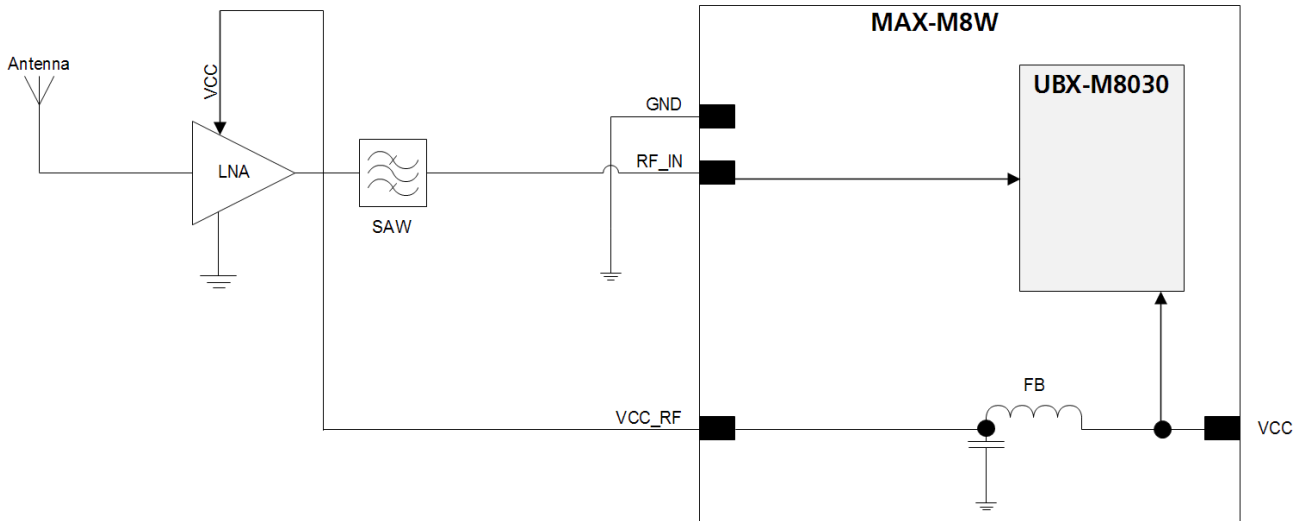 MAX-M8W
Antenna
VCC
UBX-M8030
GND
LNA
RF_IN
SAW
FB
VCC_RF
VCC